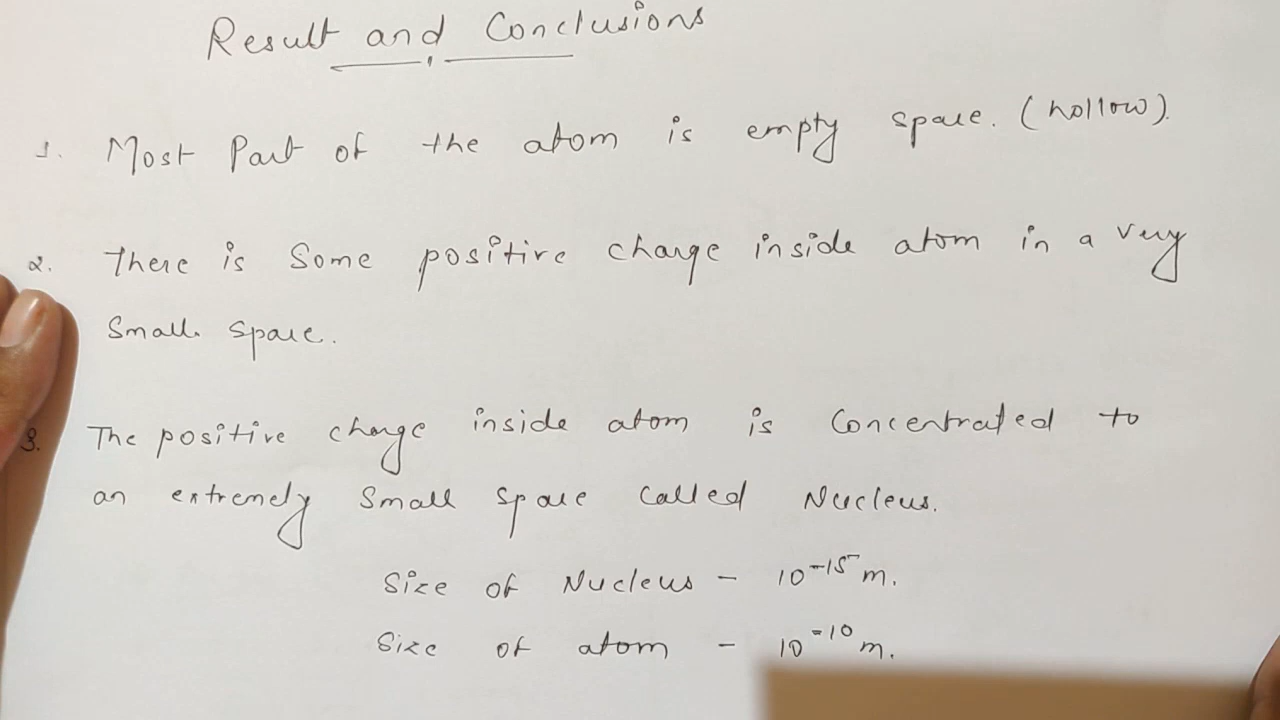 Result and Conclusions
1. Most Part of the atom is empty space. (hollow).
2. There is Some positive charge inside atom in a very
Small space.
3. The positive charge inside atom is Concentrated to
an extremely Small space called Nucleus.
Size of Nucleus - 10⁻¹⁵ m.
Size of atom - 10⁻¹⁰ m.